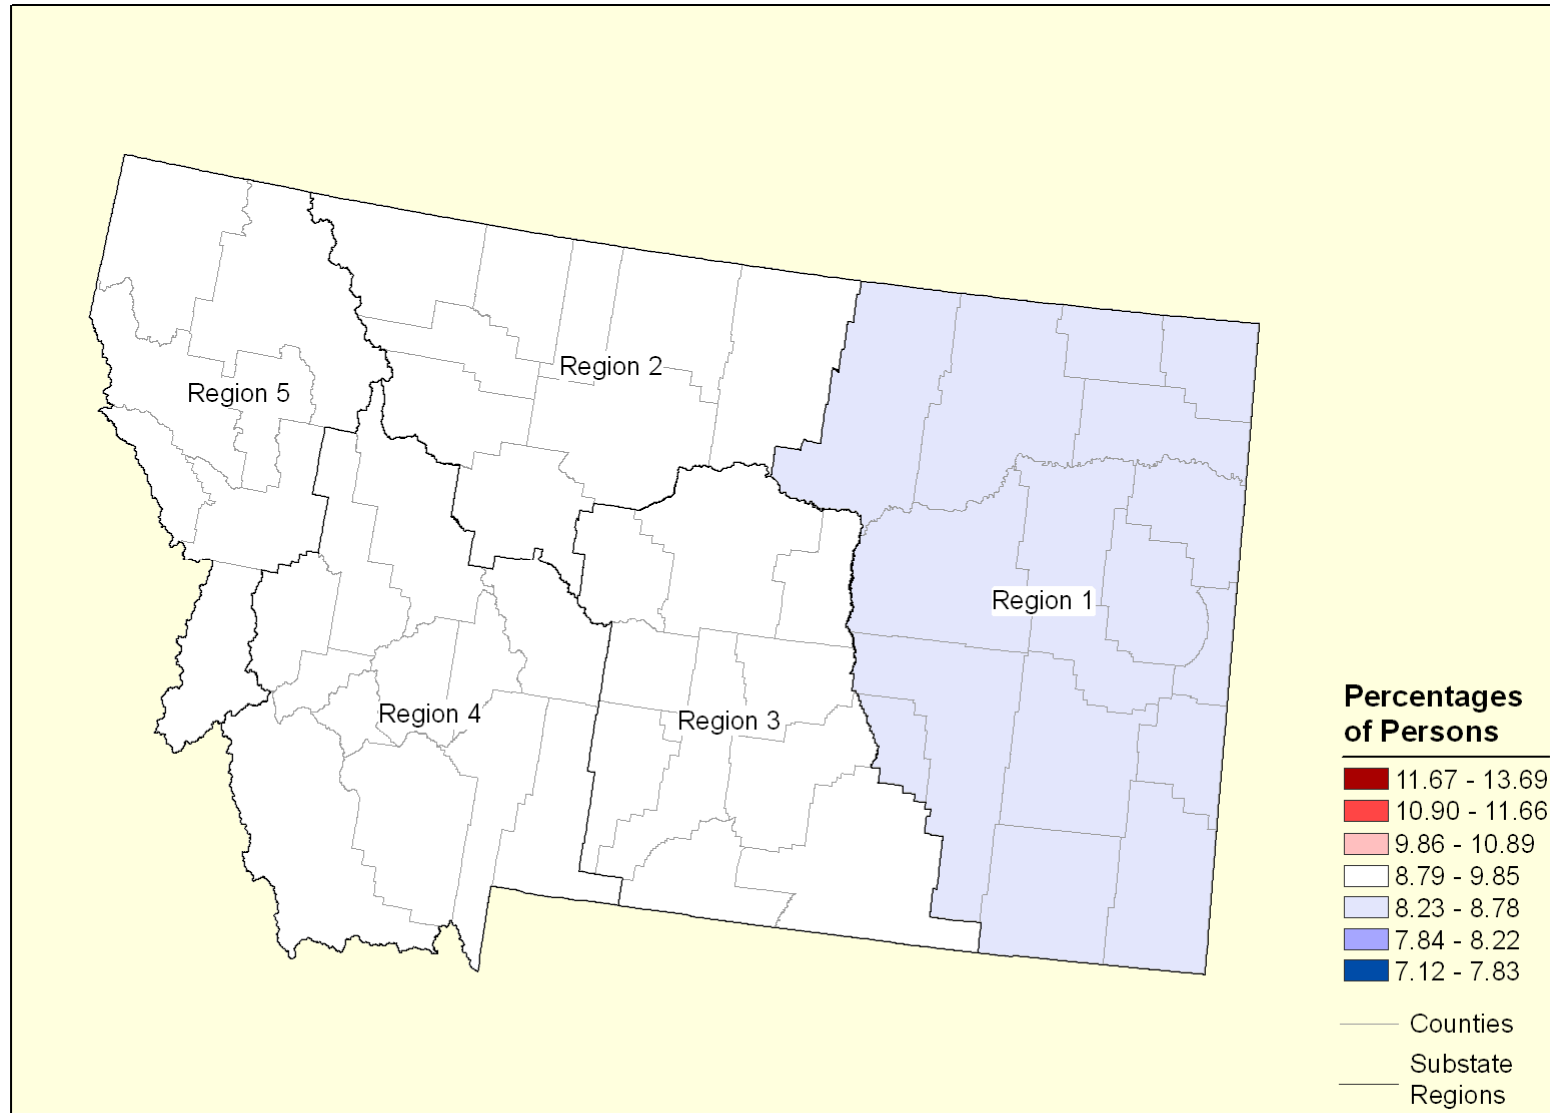 Region 2
Region 5
Region 1
Region 4
Region 3
Percentages
of Persons
11.67 - 13.69
10.90 - 11.66
9.86 - 10.89
8.79 - 9.85
8.23 - 8.78
7.84 - 8.22
7.12 - 7.83
Counties
Substate
Regions